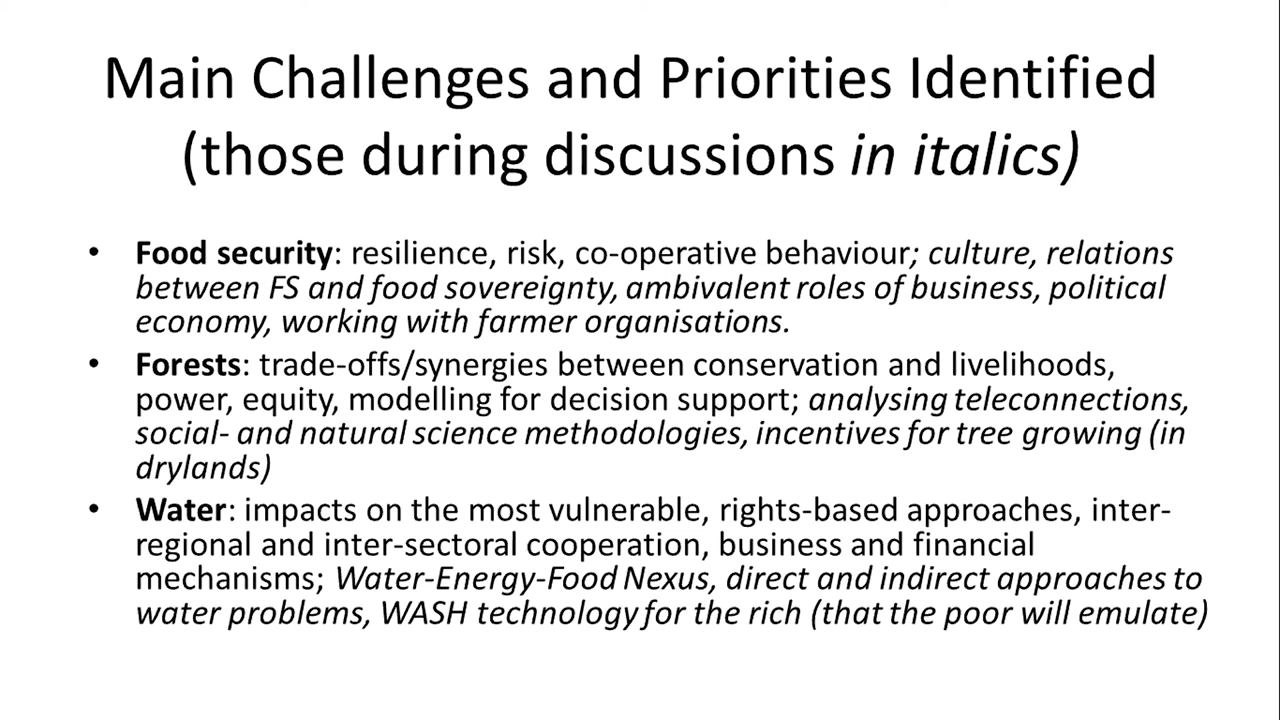 Main Challenges and Priorities Identified
(those during discussions in italics)
• Food security: resilience, risk, co-operative behaviour; culture, relations
between FS and food sovereignty, ambivalent roles of business, political
economy, working with farmer organisations.
• Forests: trade-offs/synergies between conservation and livelihoods,
power, equity, modelling for decision support; analysing teleconnections,
social- and natural science methodologies, incentives for tree growing (in
drylands)
• Water: impacts on the most vulnerable, rights-based approaches, inter-
regional and inter-sectoral cooperation, business and financial
mechanisms; Water-Energy-Food Nexus, direct and indirect approaches to
water problems, WASH technology for the rich (that the poor will emulate)